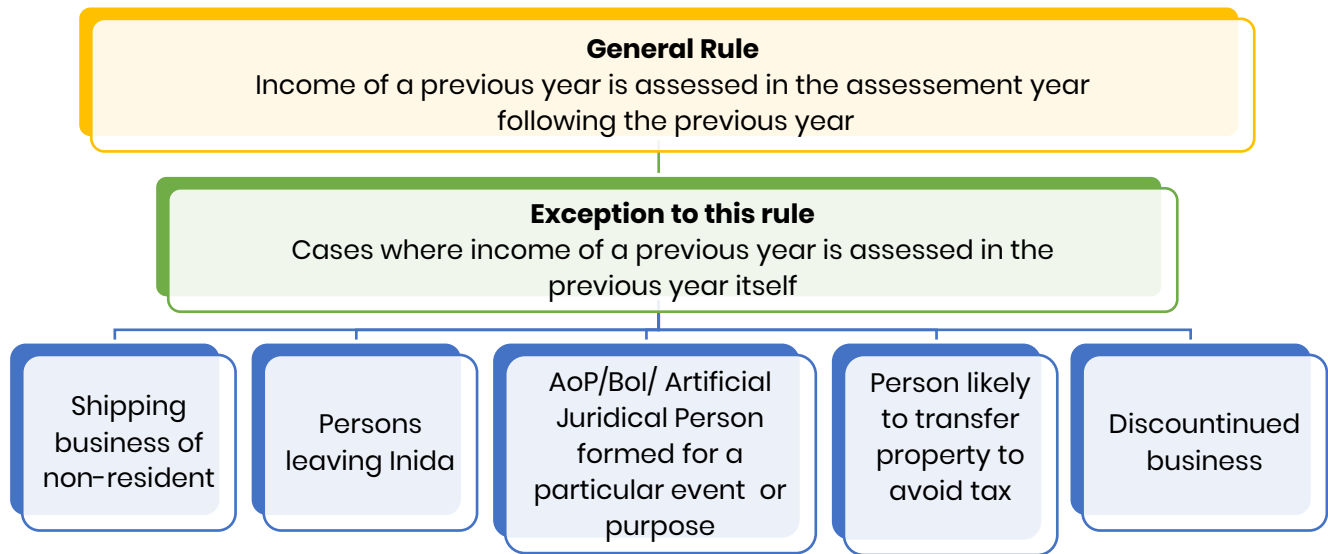 General Rule
Income of a previous year is assessed in the assessement year
following the previous year
Exception to this rule
Cases where income of a previous year is assessed in the
previous year itself
Shipping
business of
non-resident
Persons
leaving Inida
AoP/BoI/ Artificial
Juridical Person
formed for a
particular event or
purpose
Person likely
to transfer
property to
avoid tax
Discountinued
business